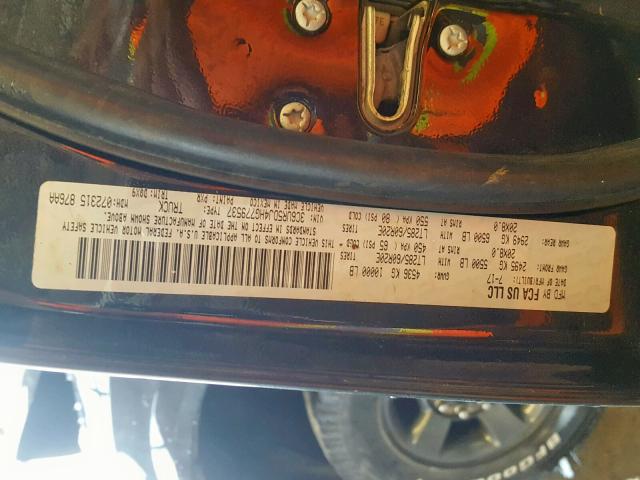 MFD BY FCA US LLC
DATE OF MFR(BUILT): 7-17
GVWR: 4536 KG 10000 LB
GAWR FRONT: 2495 KG 5500 LB WITH LT285/60R20E TIRES
20X8.0 RIMS AT 450 KPA ( 65 PSI) COLD
GAWR REAR: 2949 KG 6500 LB WITH LT285/60R20E TIRES
20X8.0 RIMS AT 550 KPA ( 80 PSI) COLD
THIS VEHICLE CONFORMS TO ALL APPLICABLE U.S.A. FEDERAL MOTOR VEHICLE SAFETY
STANDARDS IN EFFECT ON THE DATE OF MANUFACTURE SHOWN ABOVE.
VIN: 3C6UR5DJ4HG779537 TYPE: TRUCK
VEHICLE MADE IN MEXICO PAINT: PXR TRIM:
MDH:072315 876AA
BFGOOD